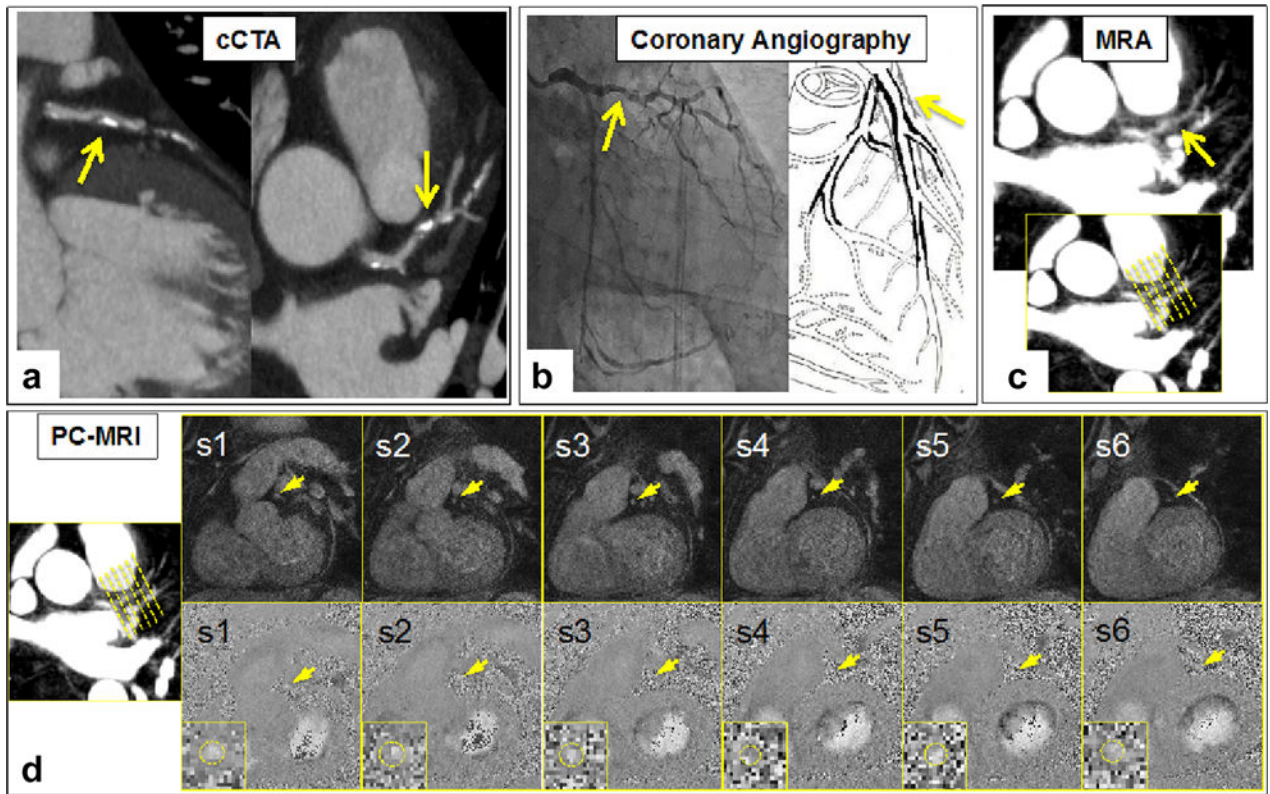 cCTA
a
Coronary Angiography
b
MRA
c
PC-MRI
s1 s2 s3 s4 s5 s6
s1 s2 s3 s4 s5 s6
d